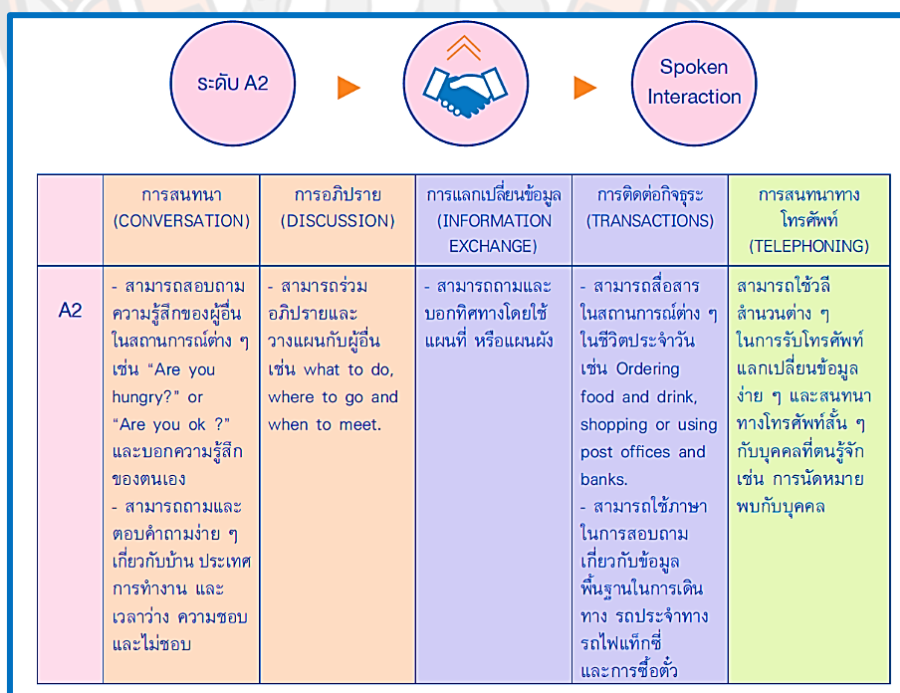 ระดับ A2
Spoken
Interaction
การสนทนา
(CONVERSATION)
การอภิปราย
(DISCUSSION)
การแลกเปลี่ยนข้อมูล
(INFORMATION
EXCHANGE)
การติดต่อกิจธุระ
(TRANSACTIONS)
การสนทนาทาง
โทรศัพท์
(TELEPHONING)
A2
- สามารถสอบถาม
ความรู้สึกของผู้อื่น
ในสถานการณ์ต่าง ๆ
เช่น “Are you
hungry?” or
“Are you ok ?”
และบอกความรู้สึก
ของตนเอง
- สามารถถามและ
ตอบคำถามง่าย ๆ
เกี่ยวกับบ้าน ประเทศ
การทำงาน และ
เวลาว่าง ความชอบ
และไม่ชอบ
- สามารถร่วม
อภิปรายและ
วางแผนกับผู้อื่น
เช่น what to do,
where to go and
when to meet.
- สามารถถามและ
บอกทิศทางโดยใช้
แผนที่ หรือแผนผัง
- สามารถสื่อสาร
ในสถานการณ์ต่าง ๆ
ในชีวิตประจำวัน
เช่น Ordering
food and drink,
shopping or using
post offices and
banks.
- สามารถใช้ภาษา
ในการสอบถาม
เกี่ยวกับข้อมูล
พื้นฐานในการเดิน
ทาง รถประจำทาง
รถไฟแท็กซี่
และการซื้อตั๋ว
สามารถใช้วลี
สำนวนต่าง ๆ
ในการรับโทรศัพท์
แลกเปลี่ยนข้อมูล
ง่าย ๆ และสนทนา
ทางโทรศัพท์สั้น ๆ
กับบุคคลที่ตนรู้จัก
เช่น การนัดหมาย
พบกับบุคคล